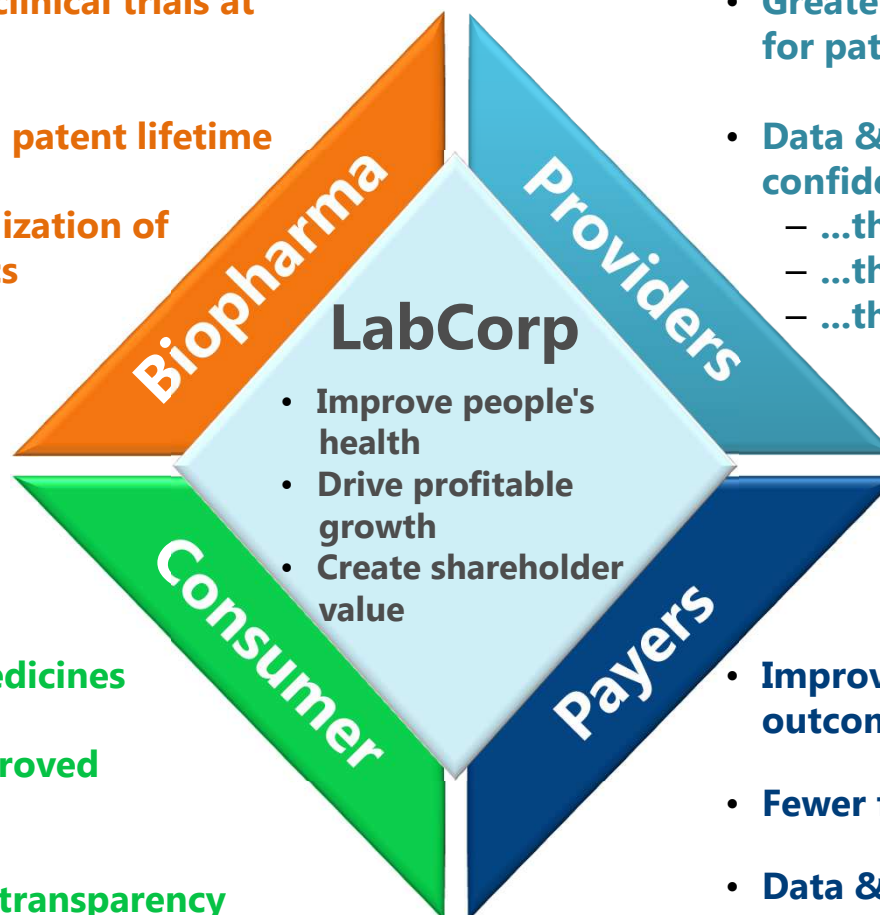 clinical trials at
patent lifetime
ization of
Biopharma
Providers
• Greate
for pat
• Data &
confide
– ...th
– ...th
– ...th
LabCorp
• Improve people's
health
• Drive profitable
growth
• Create shareholder
value
Consumer
Payers
edicines
roved
transparency
• Improv
outcom
• Fewer
• Data &